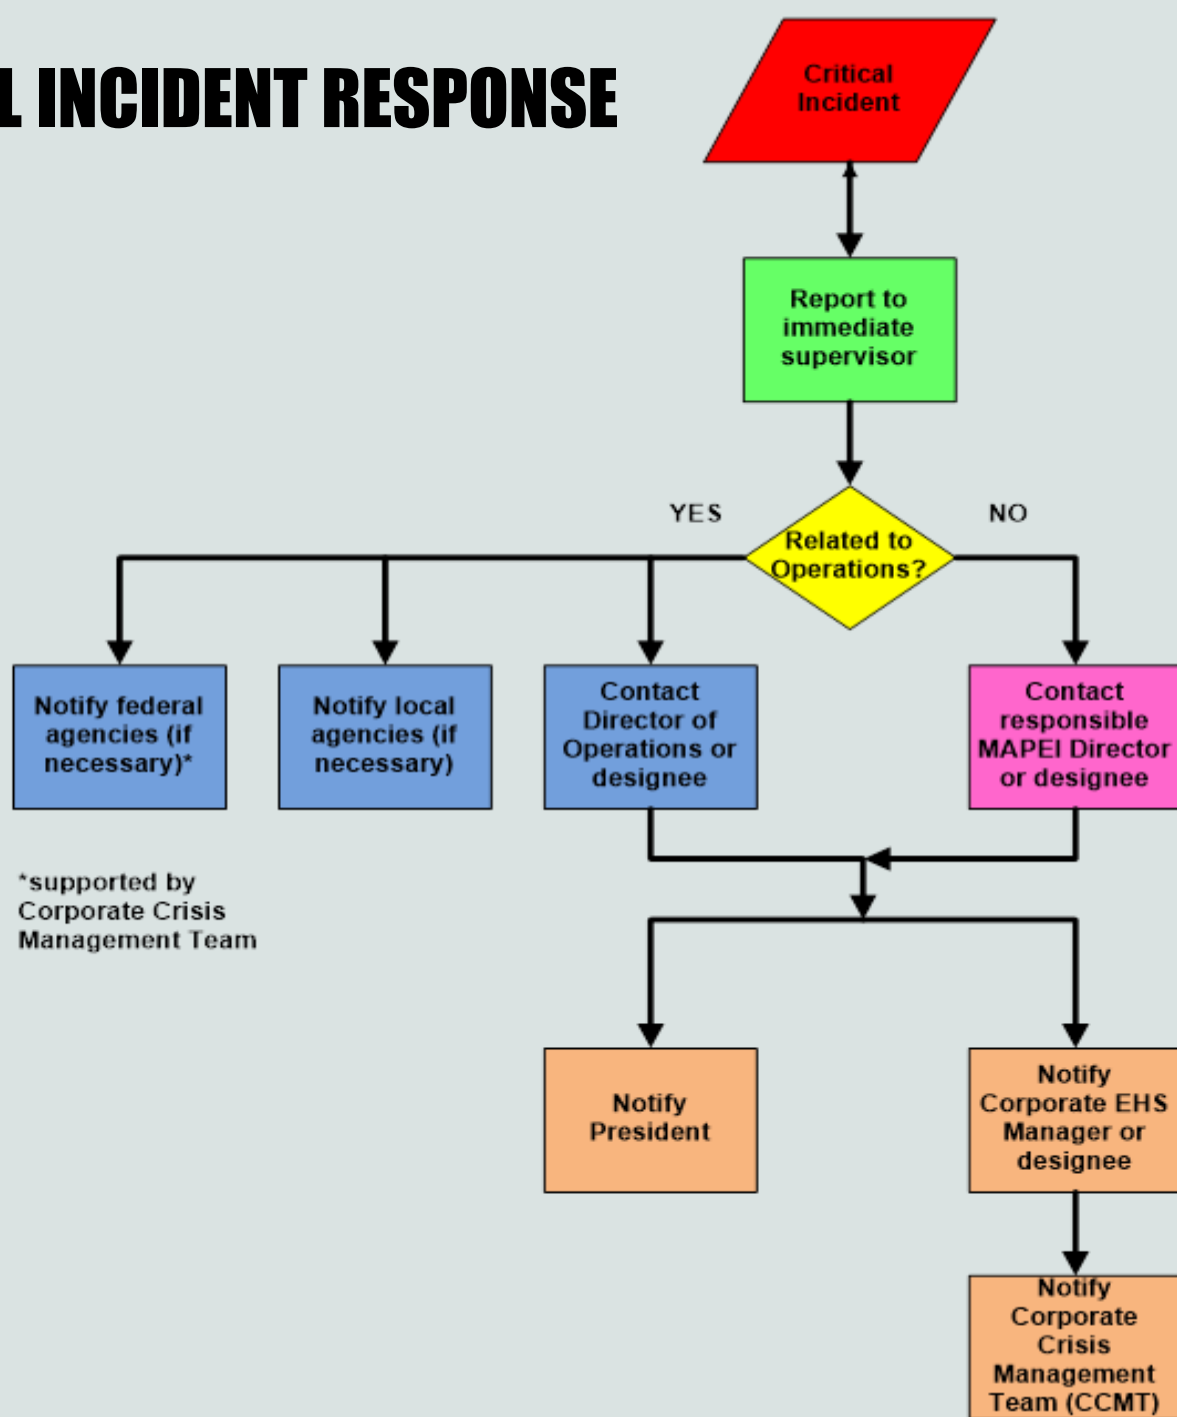 L INCIDENT RESPONSE
Critical
Incident
Report to
immediate
supervisor
YES
NO
Related to
Operations?
Notify federal
agencies (if
necessary)*
Notify local
agencies (if
necessary)
Contact
Director of
Operations or
designee
Contact
responsible
MAPEI Director
or designee
*supported by
Corporate Crisis
Management Team
Notify
President
Notify
Corporate EHS
Manager or
designee
Notify
Corporate
Crisis
Management
Team (CCMT)